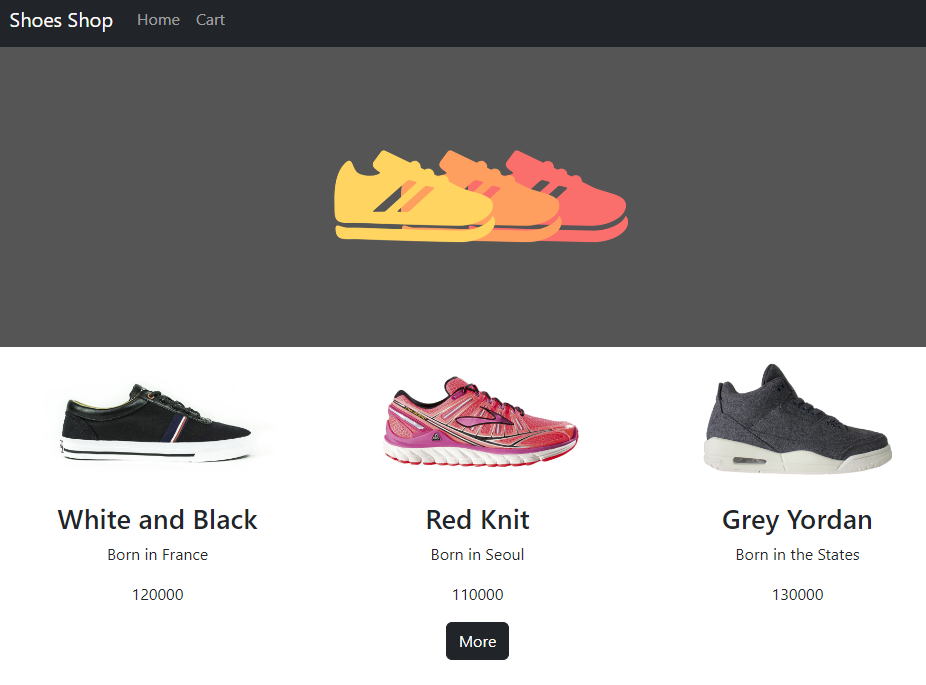 Shoes Shop Home Cart
White and Black
Born in France
120000
Red Knit
Born in Seoul
110000
Grey Yordan
Born in the States
130000
More